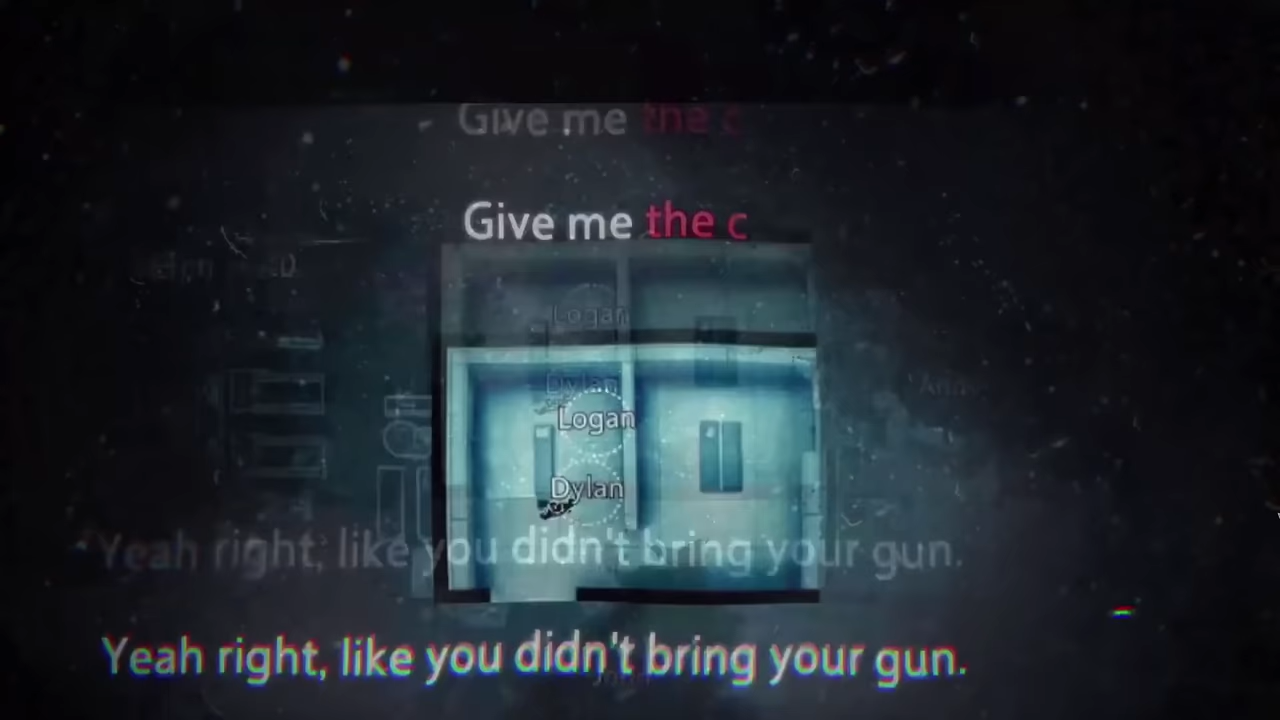 Give me the c
Give me the c
Logan
Dylan
Logan
Dylan
Yeah right, like you didn't bring your gun.
Yeah right, like you didn't bring your gun.